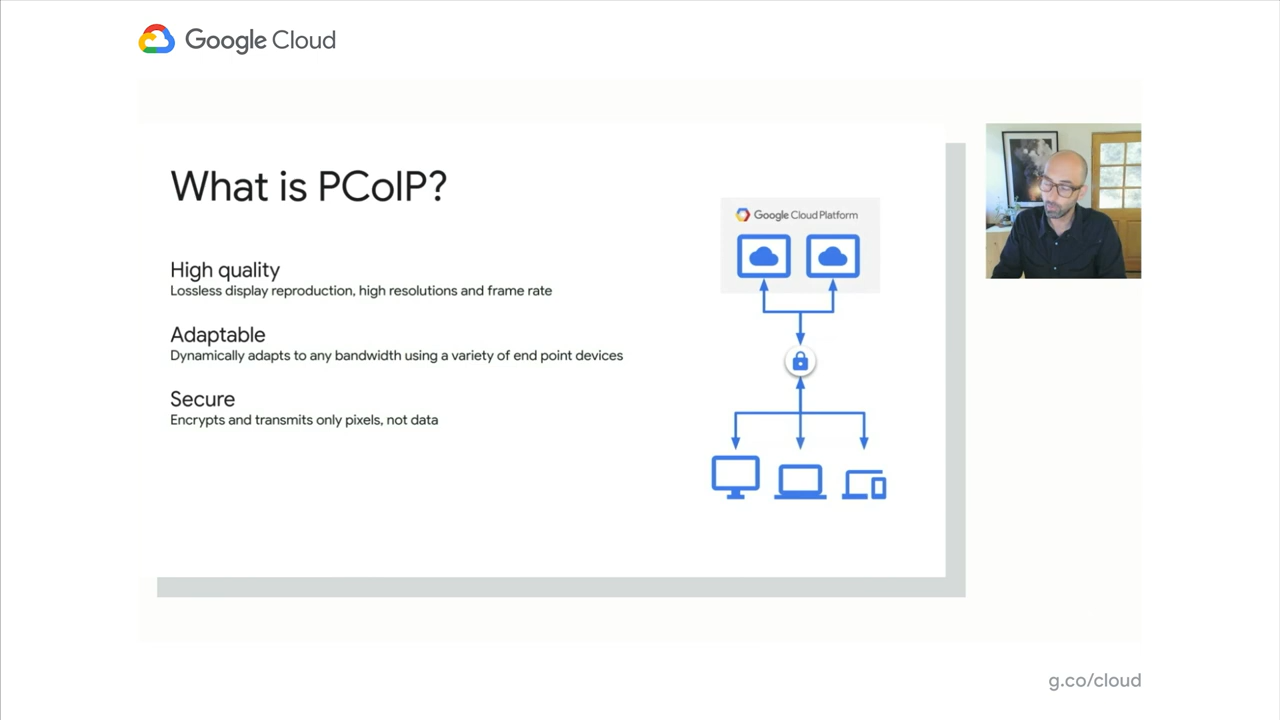 Google Cloud
What is PCoIP?
High quality
Lossless display reproduction, high resolutions and frame rate
Adaptable
Dynamically adapts to any bandwidth using a variety of end point devices
Secure
Encrypts and transmits only pixels, not data
Google Cloud Platform
g.co/cloud